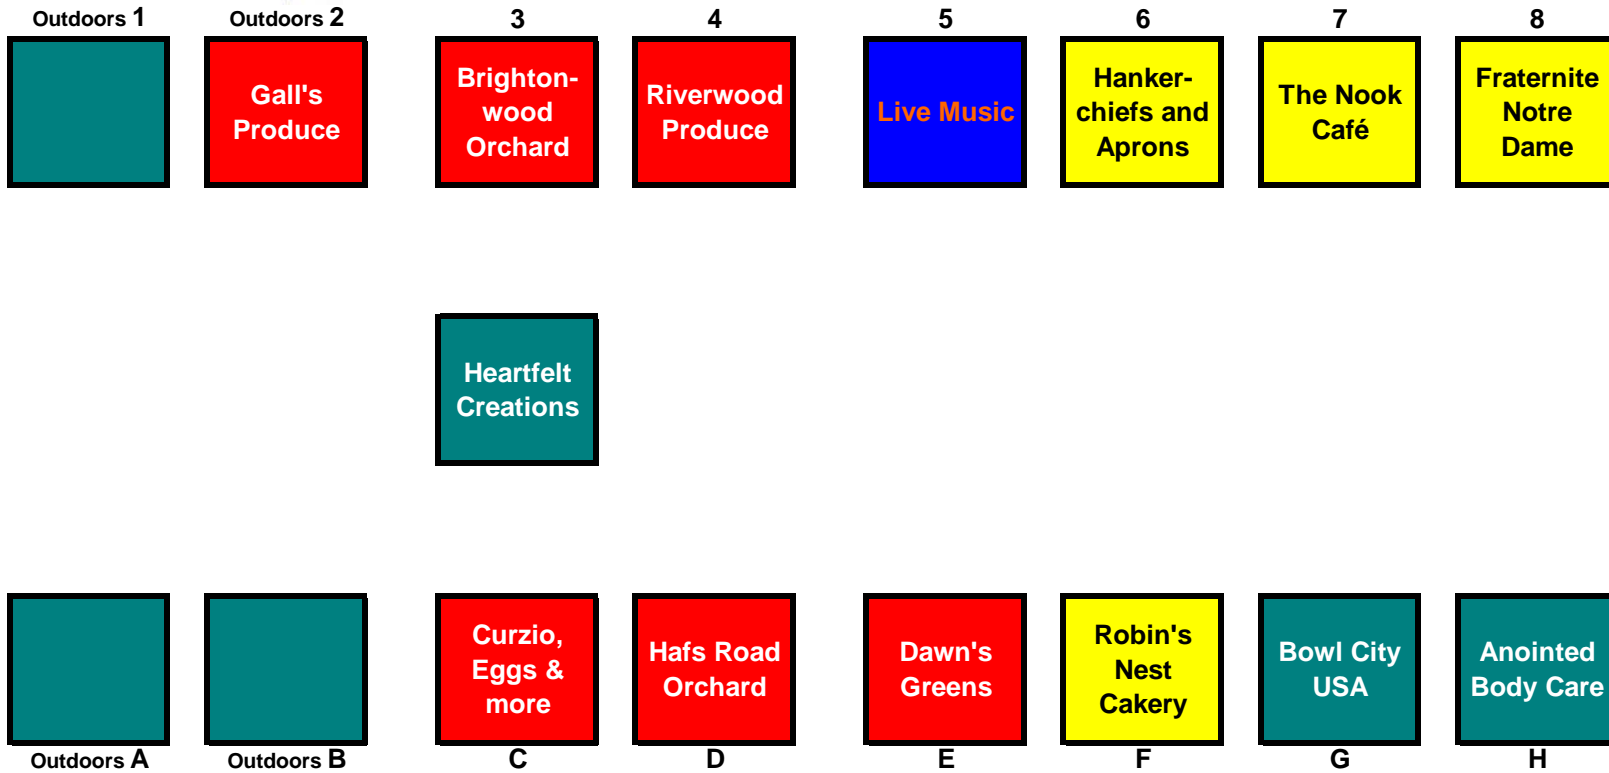 Outdoors 1
Outdoors 2
3
4
5
6
7
8
Gall's
Produce
Brighton-
wood
Orchard
Riverwood
Produce
Live Music
Hanker-
chiefs and
Aprons
The Nook
Café
Fraternite
Notre
Dame
Heartfelt
Creations
Curzio,
Eggs &
more
Hafs Road
Orchard
Dawn's
Greens
Robin's
Nest
Cakery
Bowl City
USA
Anointed
Body Care
Outdoors A
Outdoors B
C
D
E
F
G
H